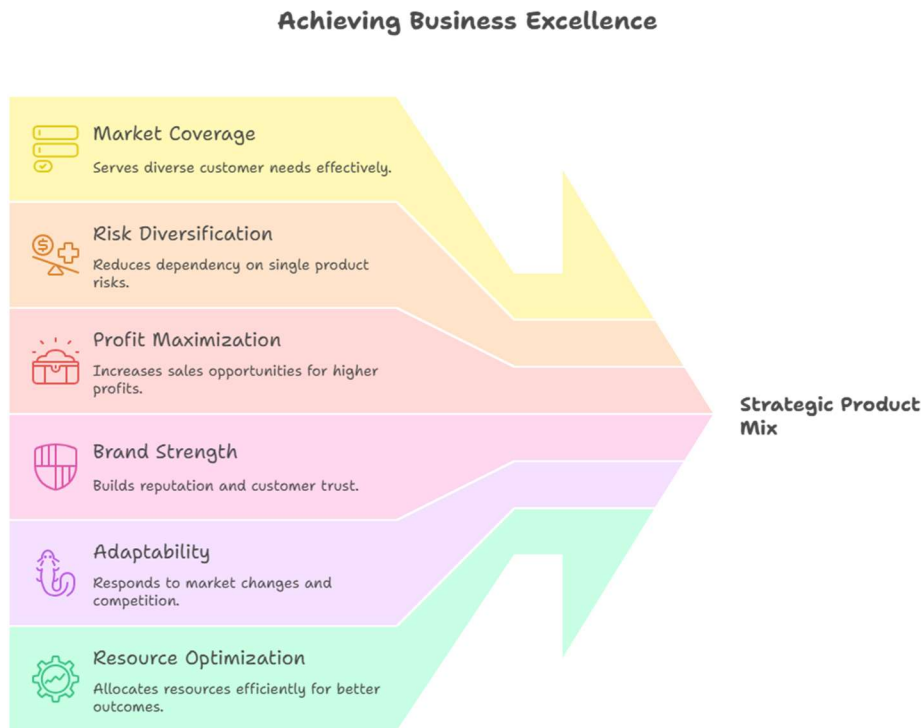 Achieving Business Excellence
Market Coverage
Serves diverse customer needs effectively.
Risk Diversification
Reduces dependency on single product
risks.
Profit Maximization
Increases sales opportunities for higher
profits.
Strategic Product
Mix
Brand Strength
Builds reputation and customer trust.
Adaptability
Responds to market changes and
competition.
Resource Optimization
Allocates resources efficiently for better
outcomes.